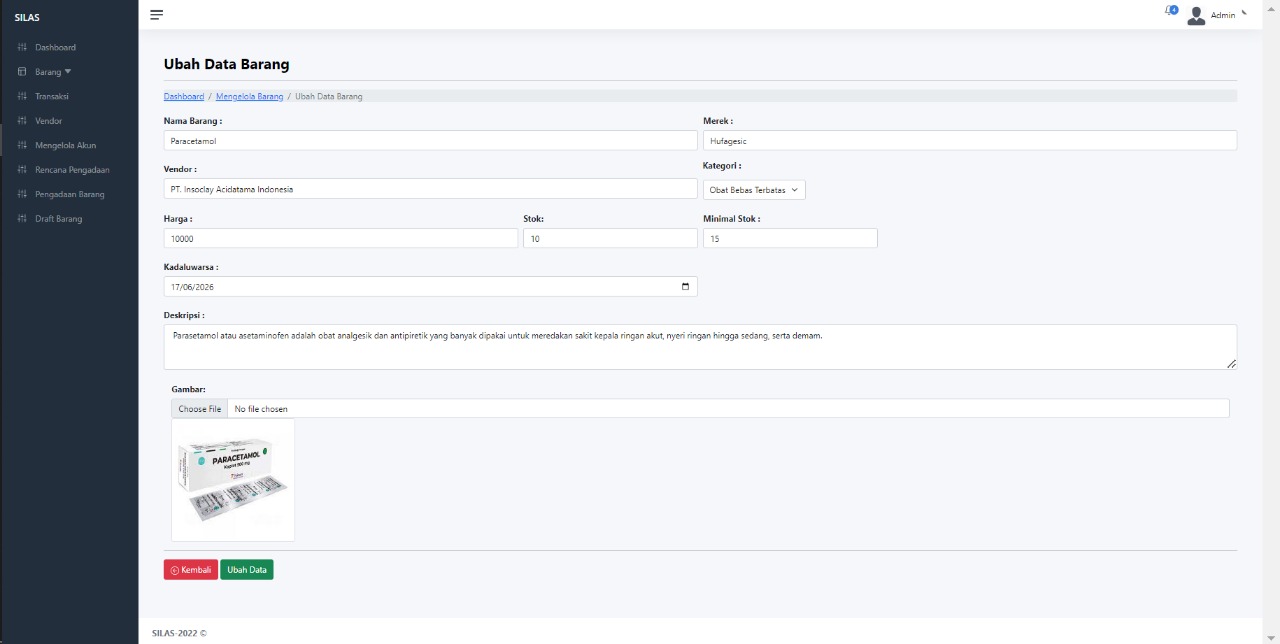 SILAS
4
Admin
Dashboard
Barang
Transaksi
Vendor
Mengelola Akun
Rencana Pengadaan
Pengadaan Barang
Draft Barang
Ubah Data Barang
Dashboard / Mengelola Barang / Ubah Data Barang
Nama Barang :
Merek :
Paracetamol
Hufagesic
Vendor :
Kategori :
PT. Insoclay Acidatama Indonesia
Obat Bebas Terbatas
Harga :
Stok:
Minimal Stok :
10000
10
15
Kadaluwarsa :
17/06/2026
Deskripsi :
Parasetamol atau asetaminofen adalah obat analgesik dan antipiretik yang banyak dipakai untuk meredakan sakit kepala ringan akut, nyeri ringan hingga sedang, serta demam.
Gambar:
Choose File No file chosen
PARACETAMOL
Kaplet 500 mg
Kembali
Ubah Data
SILAS-2022 ©